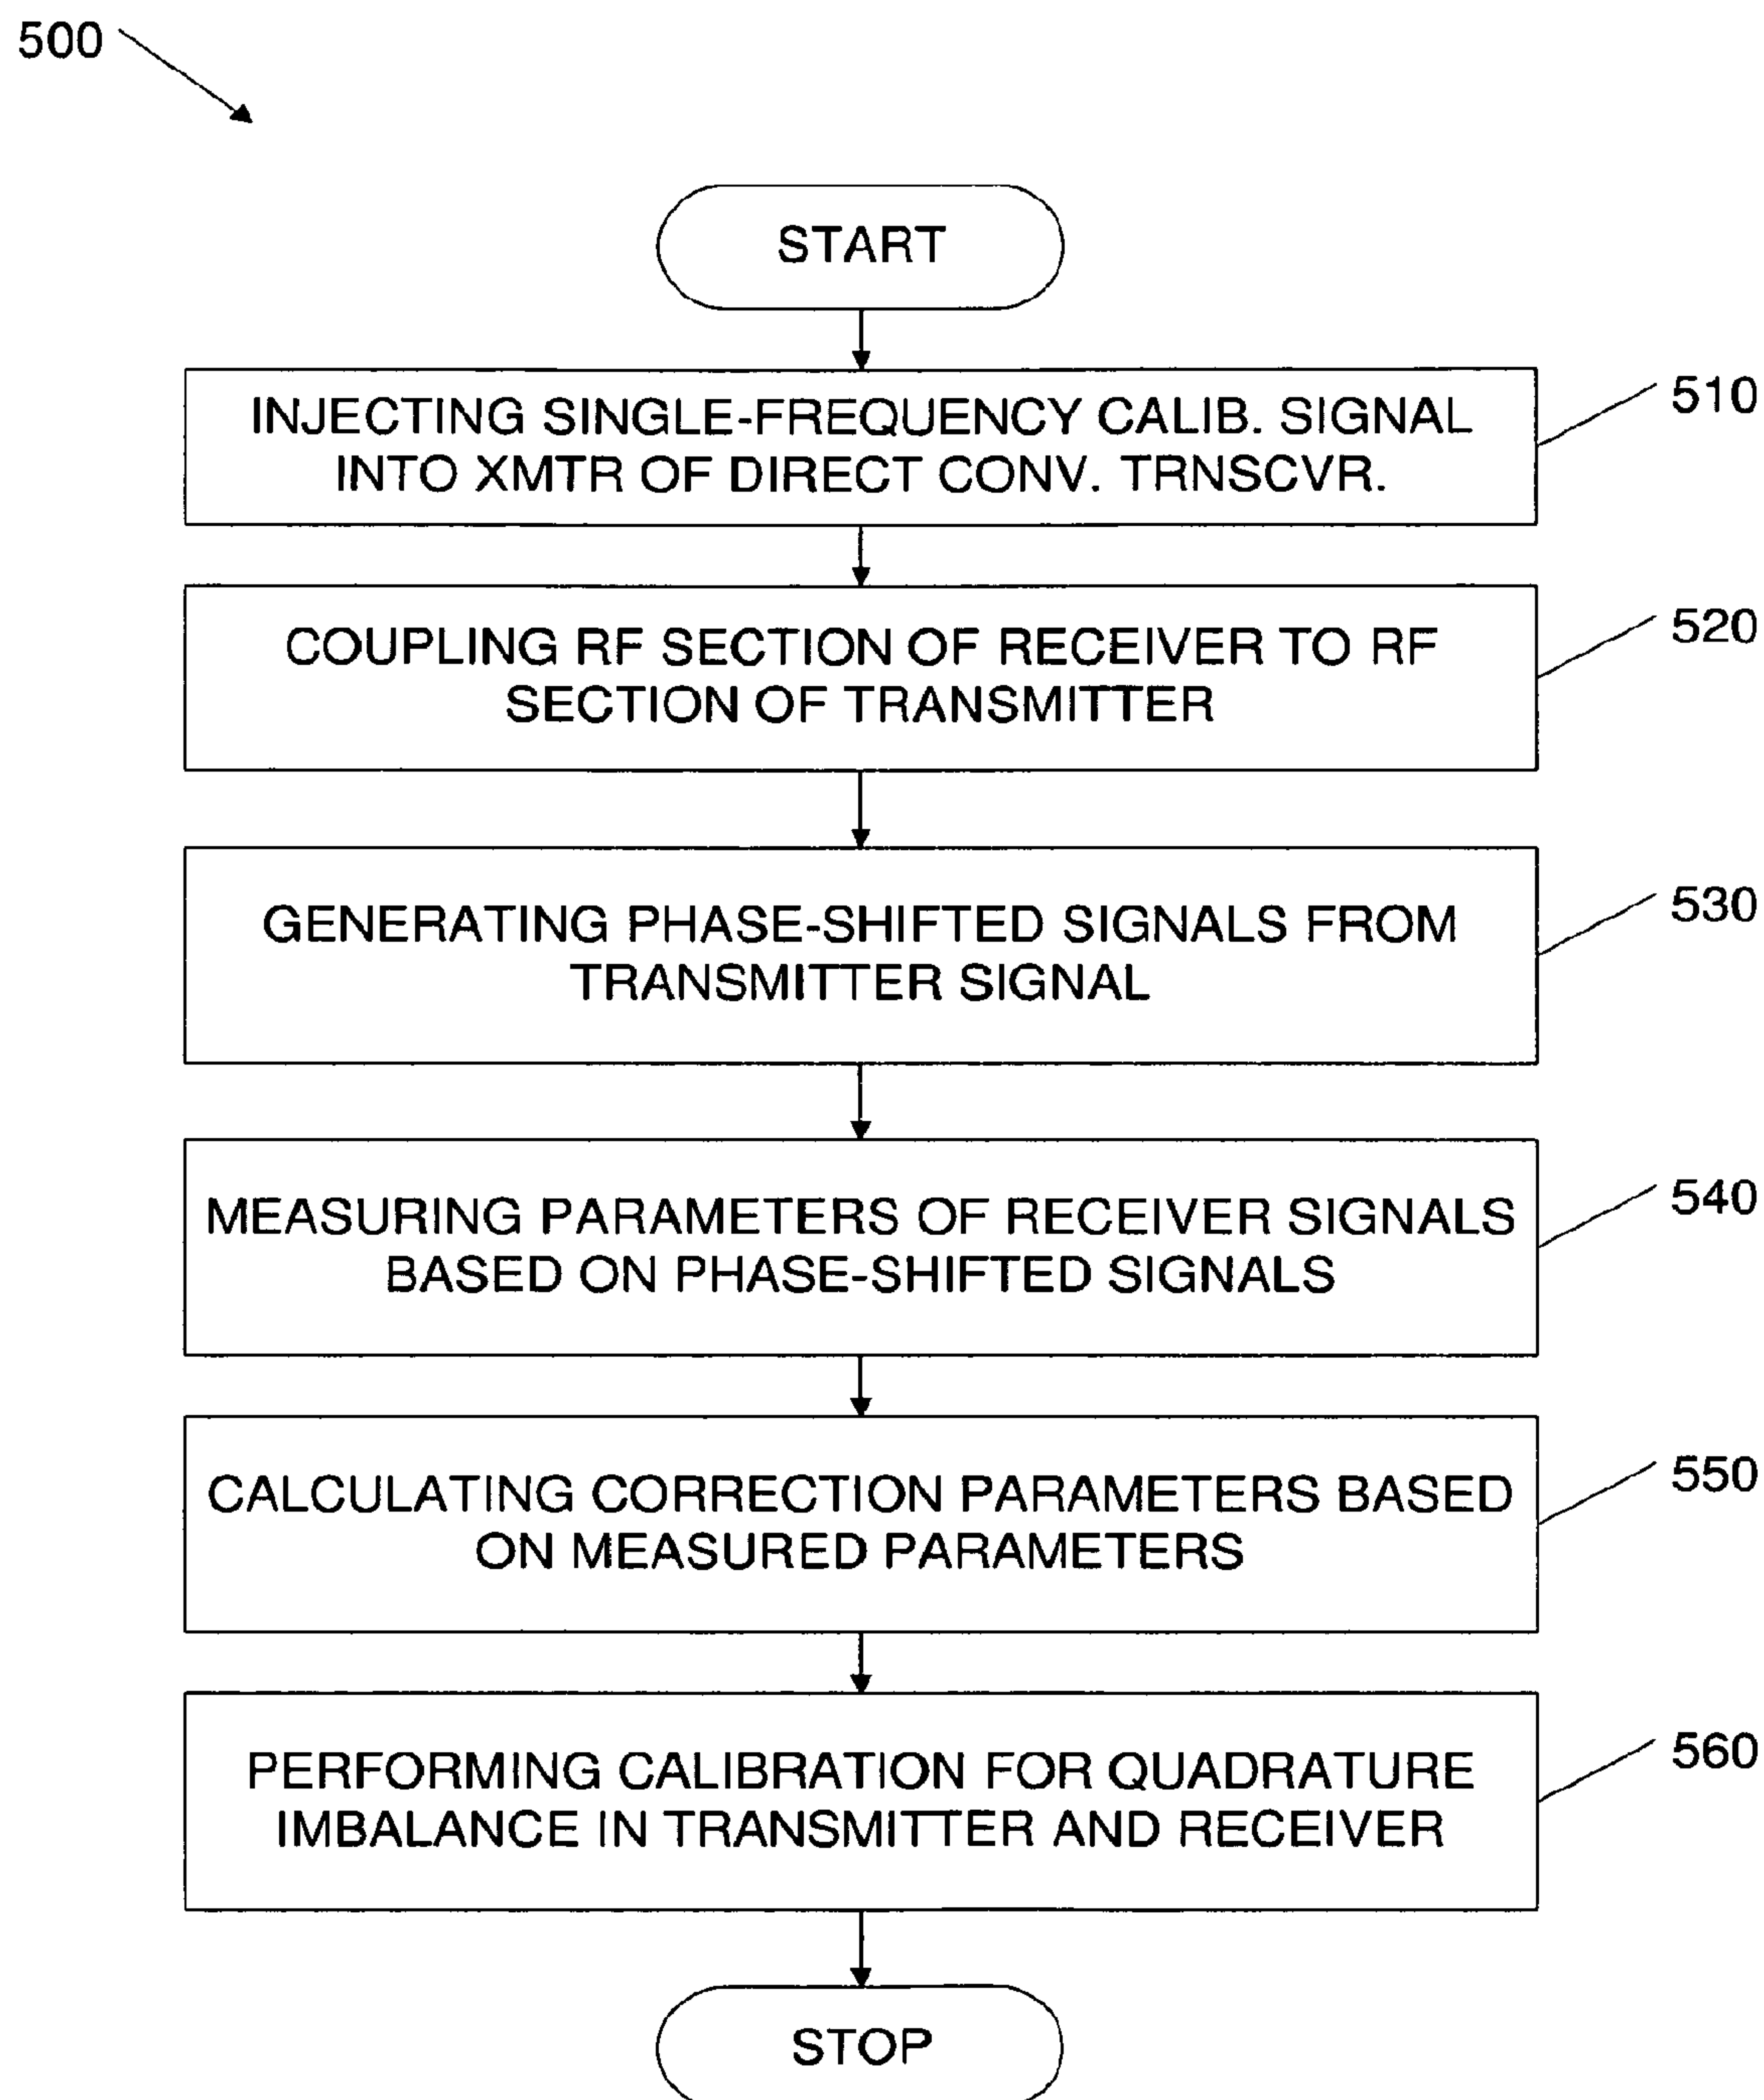 500
START
INJECTING SINGLE-FREQUENCY CALIB. SIGNAL
INTO XMTR OF DIRECT CONV. TRNSCVR.
510
COUPLING RF SECTION OF RECEIVER TO RF
SECTION OF TRANSMITTER
520
GENERATING PHASE-SHIFTED SIGNALS FROM
TRANSMITTER SIGNAL
530
MEASURING PARAMETERS OF RECEIVER SIGNALS
BASED ON PHASE-SHIFTED SIGNALS
540
CALCULATING CORRECTION PARAMETERS BASED
ON MEASURED PARAMETERS
550
PERFORMING CALIBRATION FOR QUADRATURE
IMBALANCE IN TRANSMITTER AND RECEIVER
560
STOP